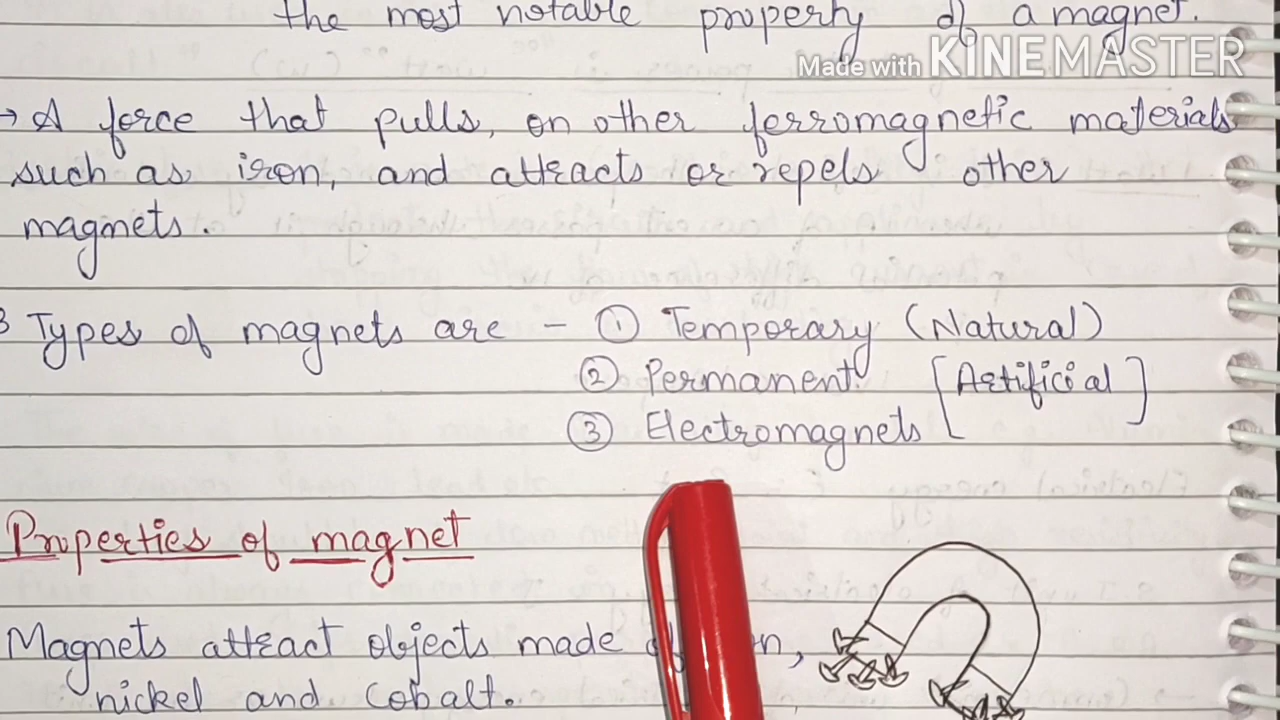 the most notable property of a magnet.
Made with KINEMASTER
→ A force that pulls, on other ferromagnetic materials
such as iron, and attracts or repels other
magnets.
3 Types of magnets are - ① Temporary (Natural)
② Permanent. [Artificial]
③ Electromagnets
Properties of magnet
Magnets attract objects made
nickel and cobalt.